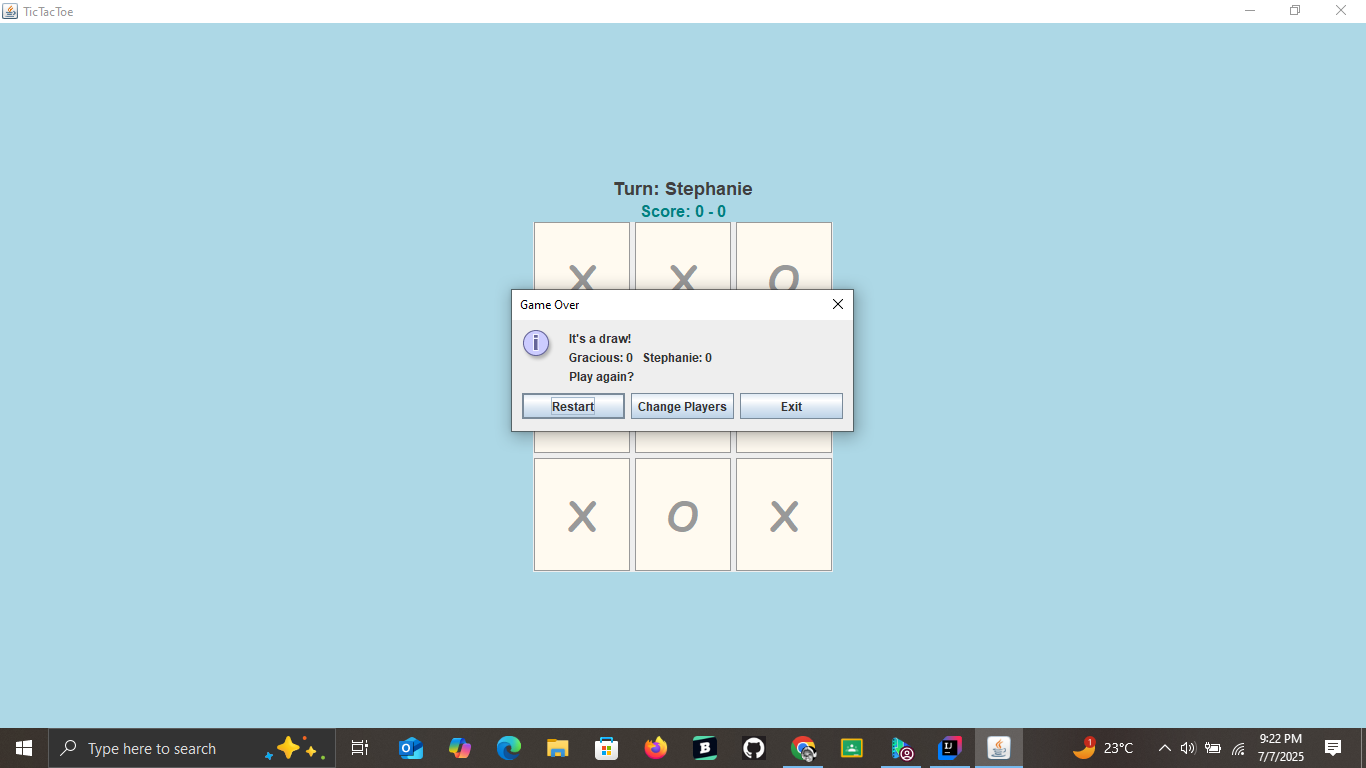 TicTacToe
Turn: Stephanie
Score: 0 - 0
X X O
Game Over
It's a draw!
Gracious: 0 Stephanie: 0
Play again?
Restart Change Players Exit
X O X
Type here to search
1
23°C
9:22 PM
7/7/2025